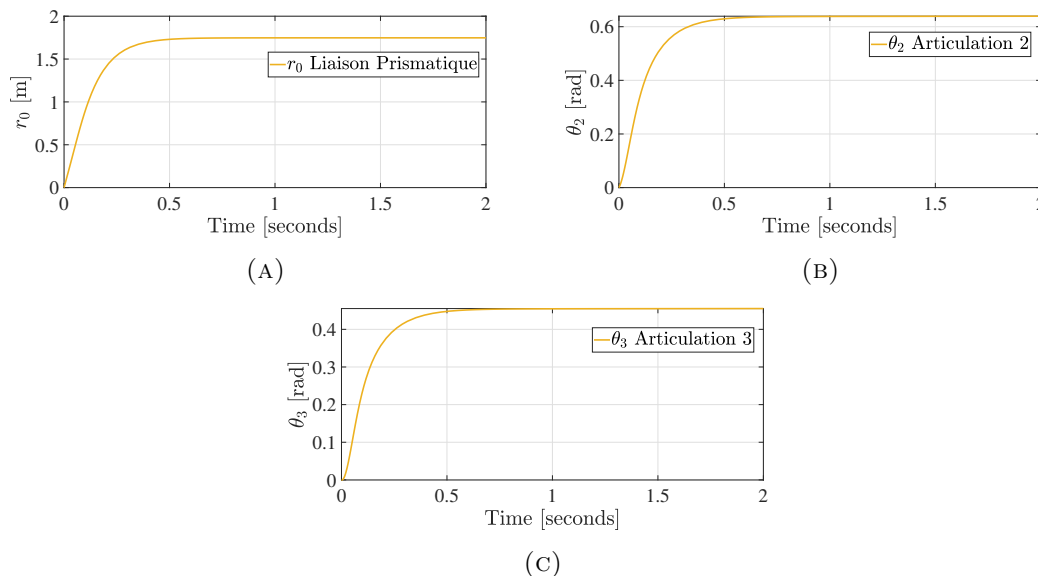 2
1.5
1
0.5
0
r₀ [m]
r₀ Liaison Prismatique
0 0.5 1 1.5 2
Time [seconds]
(A)
0.6
0.4
0.2
0
θ₂ [rad]
θ₂ Articulation 2
0 0.5 1 1.5 2
Time [seconds]
(B)
0.4
0.3
0.2
0.1
0
θ₃ [rad]
θ₃ Articulation 3
0 0.5 1 1.5 2
Time [seconds]
(C)